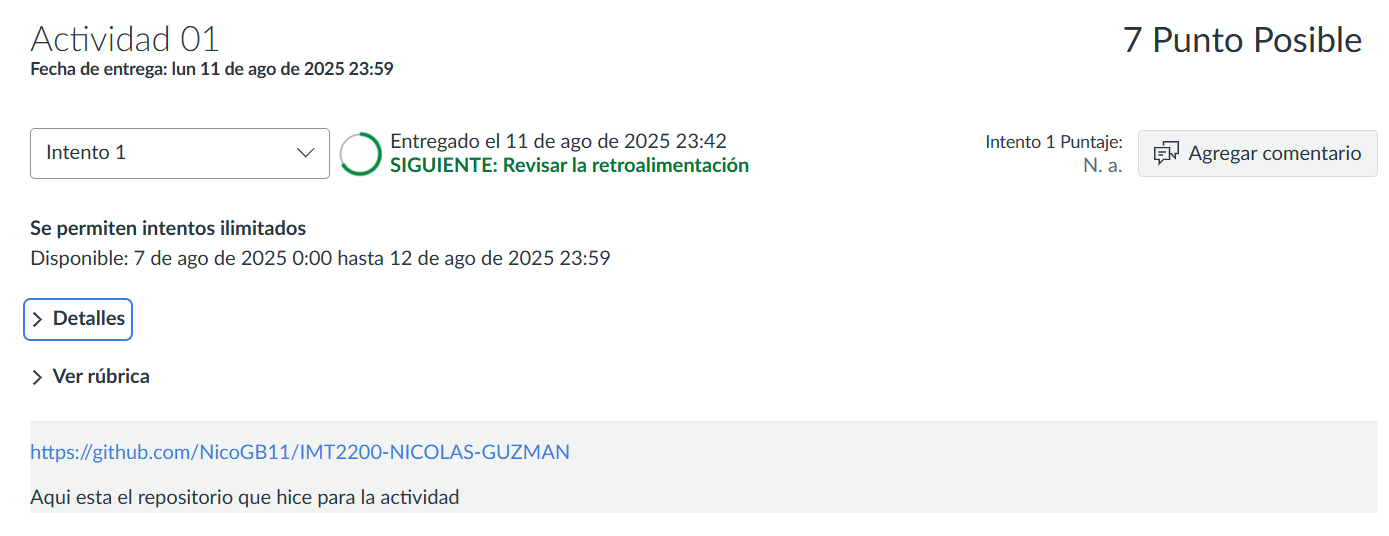 Actividad 01
7 Punto Posible
Fecha de entrega: lun 11 de ago de 2025 23:59
Intento 1
Entregado el 11 de ago de 2025 23:42
SIGUIENTE: Revisar la retroalimentación
Intento 1 Puntaje:
N. a.
Agregar comentario
Se permiten intentos ilimitados
Disponible: 7 de ago de 2025 0:00 hasta 12 de ago de 2025 23:59
Detalles
Ver rúbrica
https://github.com/NicoGB11/IMT2200-NICOLAS-GUZMAN
Aqui esta el repositorio que hice para la actividad